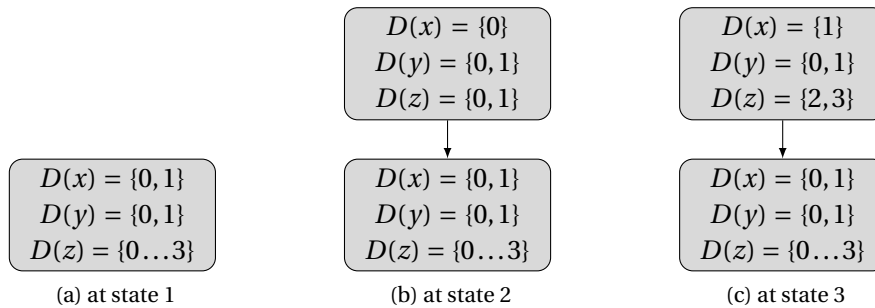 D(x) = {0}
D(y) = {0, 1}
D(z) = {0, 1}
D(x) = {1}
D(y) = {0, 1}
D(z) = {2, 3}
D(x) = {0, 1}
D(y) = {0, 1}
D(z) = {0...3}
D(x) = {0, 1}
D(y) = {0, 1}
D(z) = {0...3}
D(x) = {0, 1}
D(y) = {0, 1}
D(z) = {0...3}
(a) at state 1
(b) at state 2
(c) at state 3